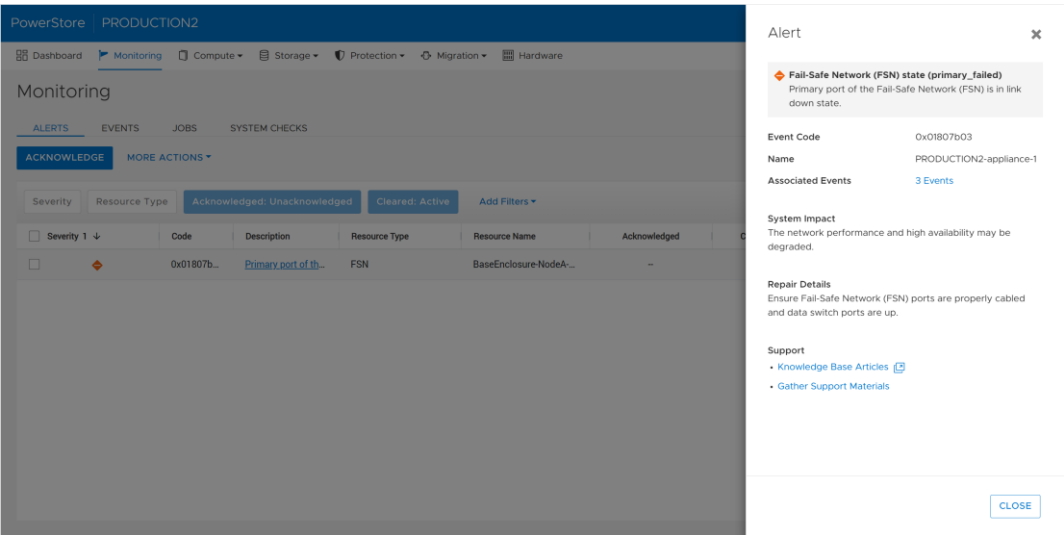 PowerStore PRODUCTION2
Dashboard Monitoring Compute Storage Protection Migration Hardware
Monitoring
ALERTS EVENTS JOBS SYSTEM CHECKS
ACKNOWLEDGE MORE ACTIONS
Severity Resource Type Acknowledged: Unacknowledged Cleared: Active Add Filters
Severity 1 ↓ Code Description Resource Type Resource Name Acknowledged C
0x01807b... Primary port of th... FSN BaseEnclosure-NodeA-... --
Alert
Fail-Safe Network (FSN) state (primary_failed)
Primary port of the Fail-Safe Network (FSN) is in link
down state.
Event Code 0x01807b03
Name PRODUCTION2-appliance-1
Associated Events 3 Events
System Impact
The network performance and high availability may be
degraded.
Repair Details
Ensure Fail-Safe Network (FSN) ports are properly cabled
and data switch ports are up.
Support
• Knowledge Base Articles
• Gather Support Materials
CLOSE